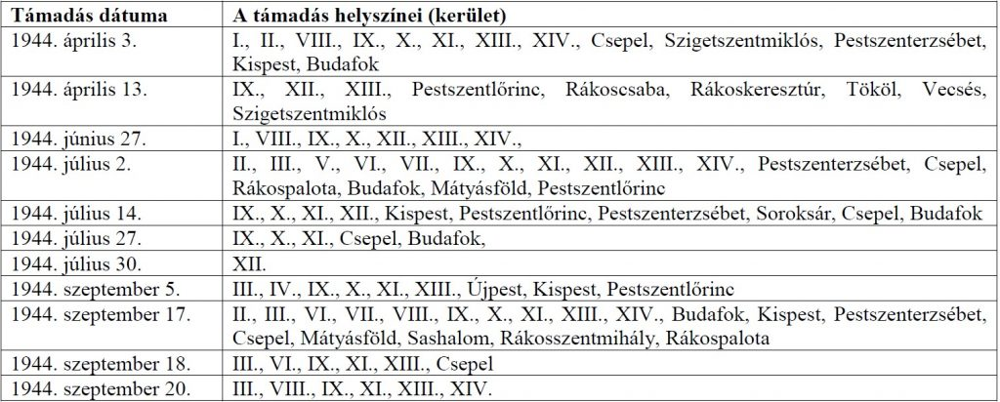 Támadás dátuma A támadás helyszínei (kerület)
1944. április 3. I., II., VIII., IX., X., XI., XIII., XIV., Csepel, Szigetszentmiklós, Pestszenterzsébet,
Kispest, Budafok
1944. április 13. IX., XII., XIII., Pestszentlőrinc, Rákoscsaba, Rákoskeresztúr, Tököl, Vecsés,
Szigetszentmiklós
1944. június 27. I., VIII., IX., X., XII., XIII., XIV.,
1944. július 2. II., III., V., VI., VII., IX., X., XI., XII., XIII., XIV., Pestszenterzsébet, Csepel,
Rákospalota, Budafok, Mátyásföld, Pestszentlőrinc
1944. július 14. IX., X., XI., XII., Kispest, Pestszentlőrinc, Pestszenterzsébet, Soroksár, Csepel, Budafok
1944. július 27. IX., X., XI., Csepel, Budafok,
1944. július 30. XII.
1944. szeptember 5. III., IV., IX., X., XI., XIII., Újpest, Kispest, Pestszentlőrinc
1944. szeptember 17. II., III., VI., VII., VIII., IX., X., XI., XIII., XIV., Budafok, Kispest, Pestszenterzsébet,
Csepel, Mátyásföld, Sashalom, Rákosszentmihály, Rákospalota
1944. szeptember 18. III., VI., IX., XI., XIII., Csepel
1944. szeptember 20. III., VIII., IX., XI., XIII., XIV.